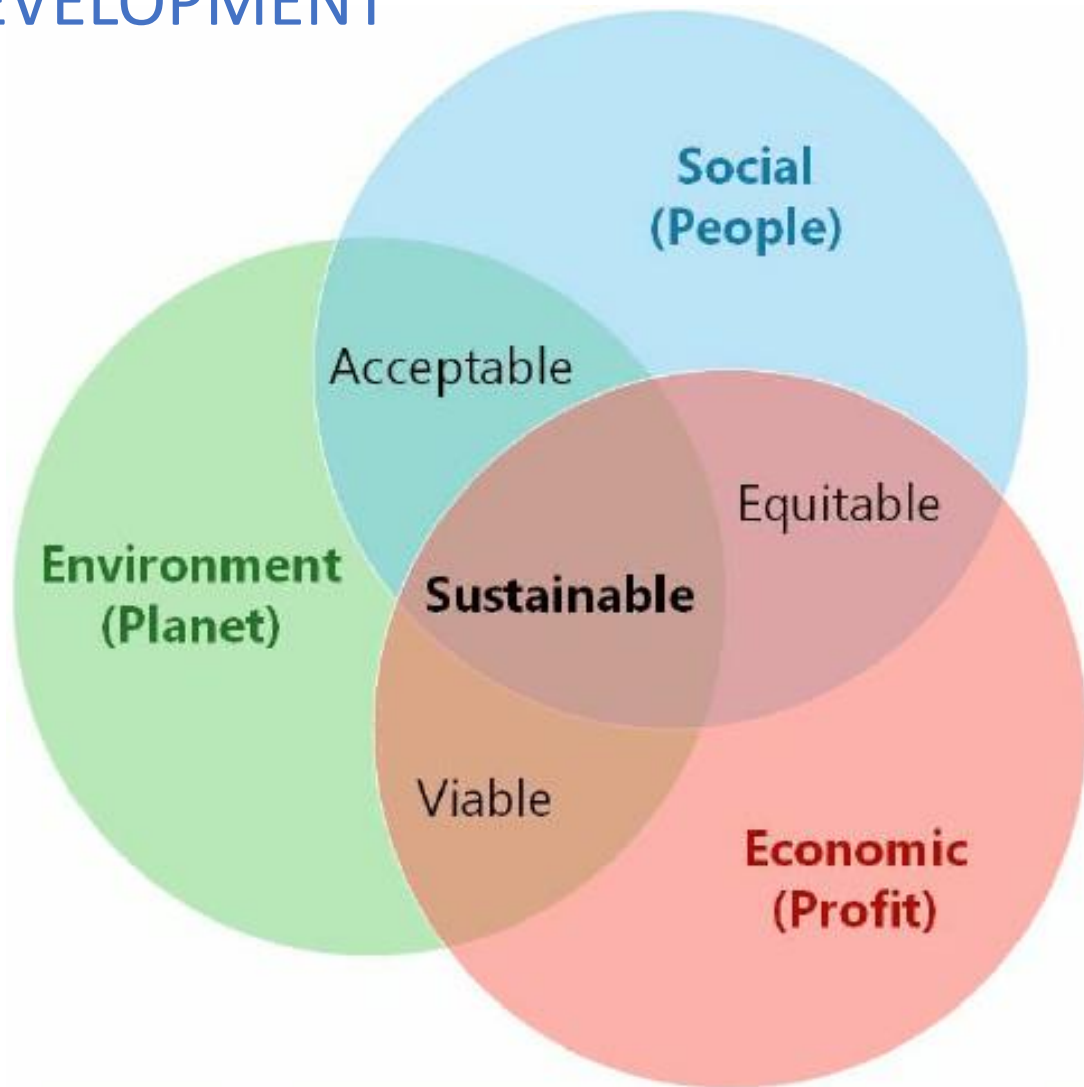 EVELOPMENT
Social
(People)
Acceptable
Equitable
Environment
(Planet)
Sustainable
Viable
Economic
(Profit)